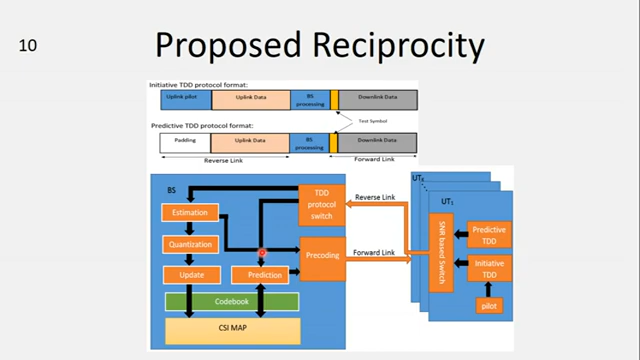 10
Proposed Reciprocity
Initiative TDD protocol format:
Uplink pilot
Uplink Data
BS processing
Downlink Data
Test Symbol
Predictive TDD protocol format:
Padding
Uplink Data
BS processing
Downlink Data
Reverse Link
Forward Link
BS
Estimation
Quantization
Update
Codebook
CSI MAP
TDD protocol switch
Prediction
Precoding
Reverse Link
Forward Link
UT
UT₁
SNR based Switch
Predictive TDD
Initiative TDD
pilot